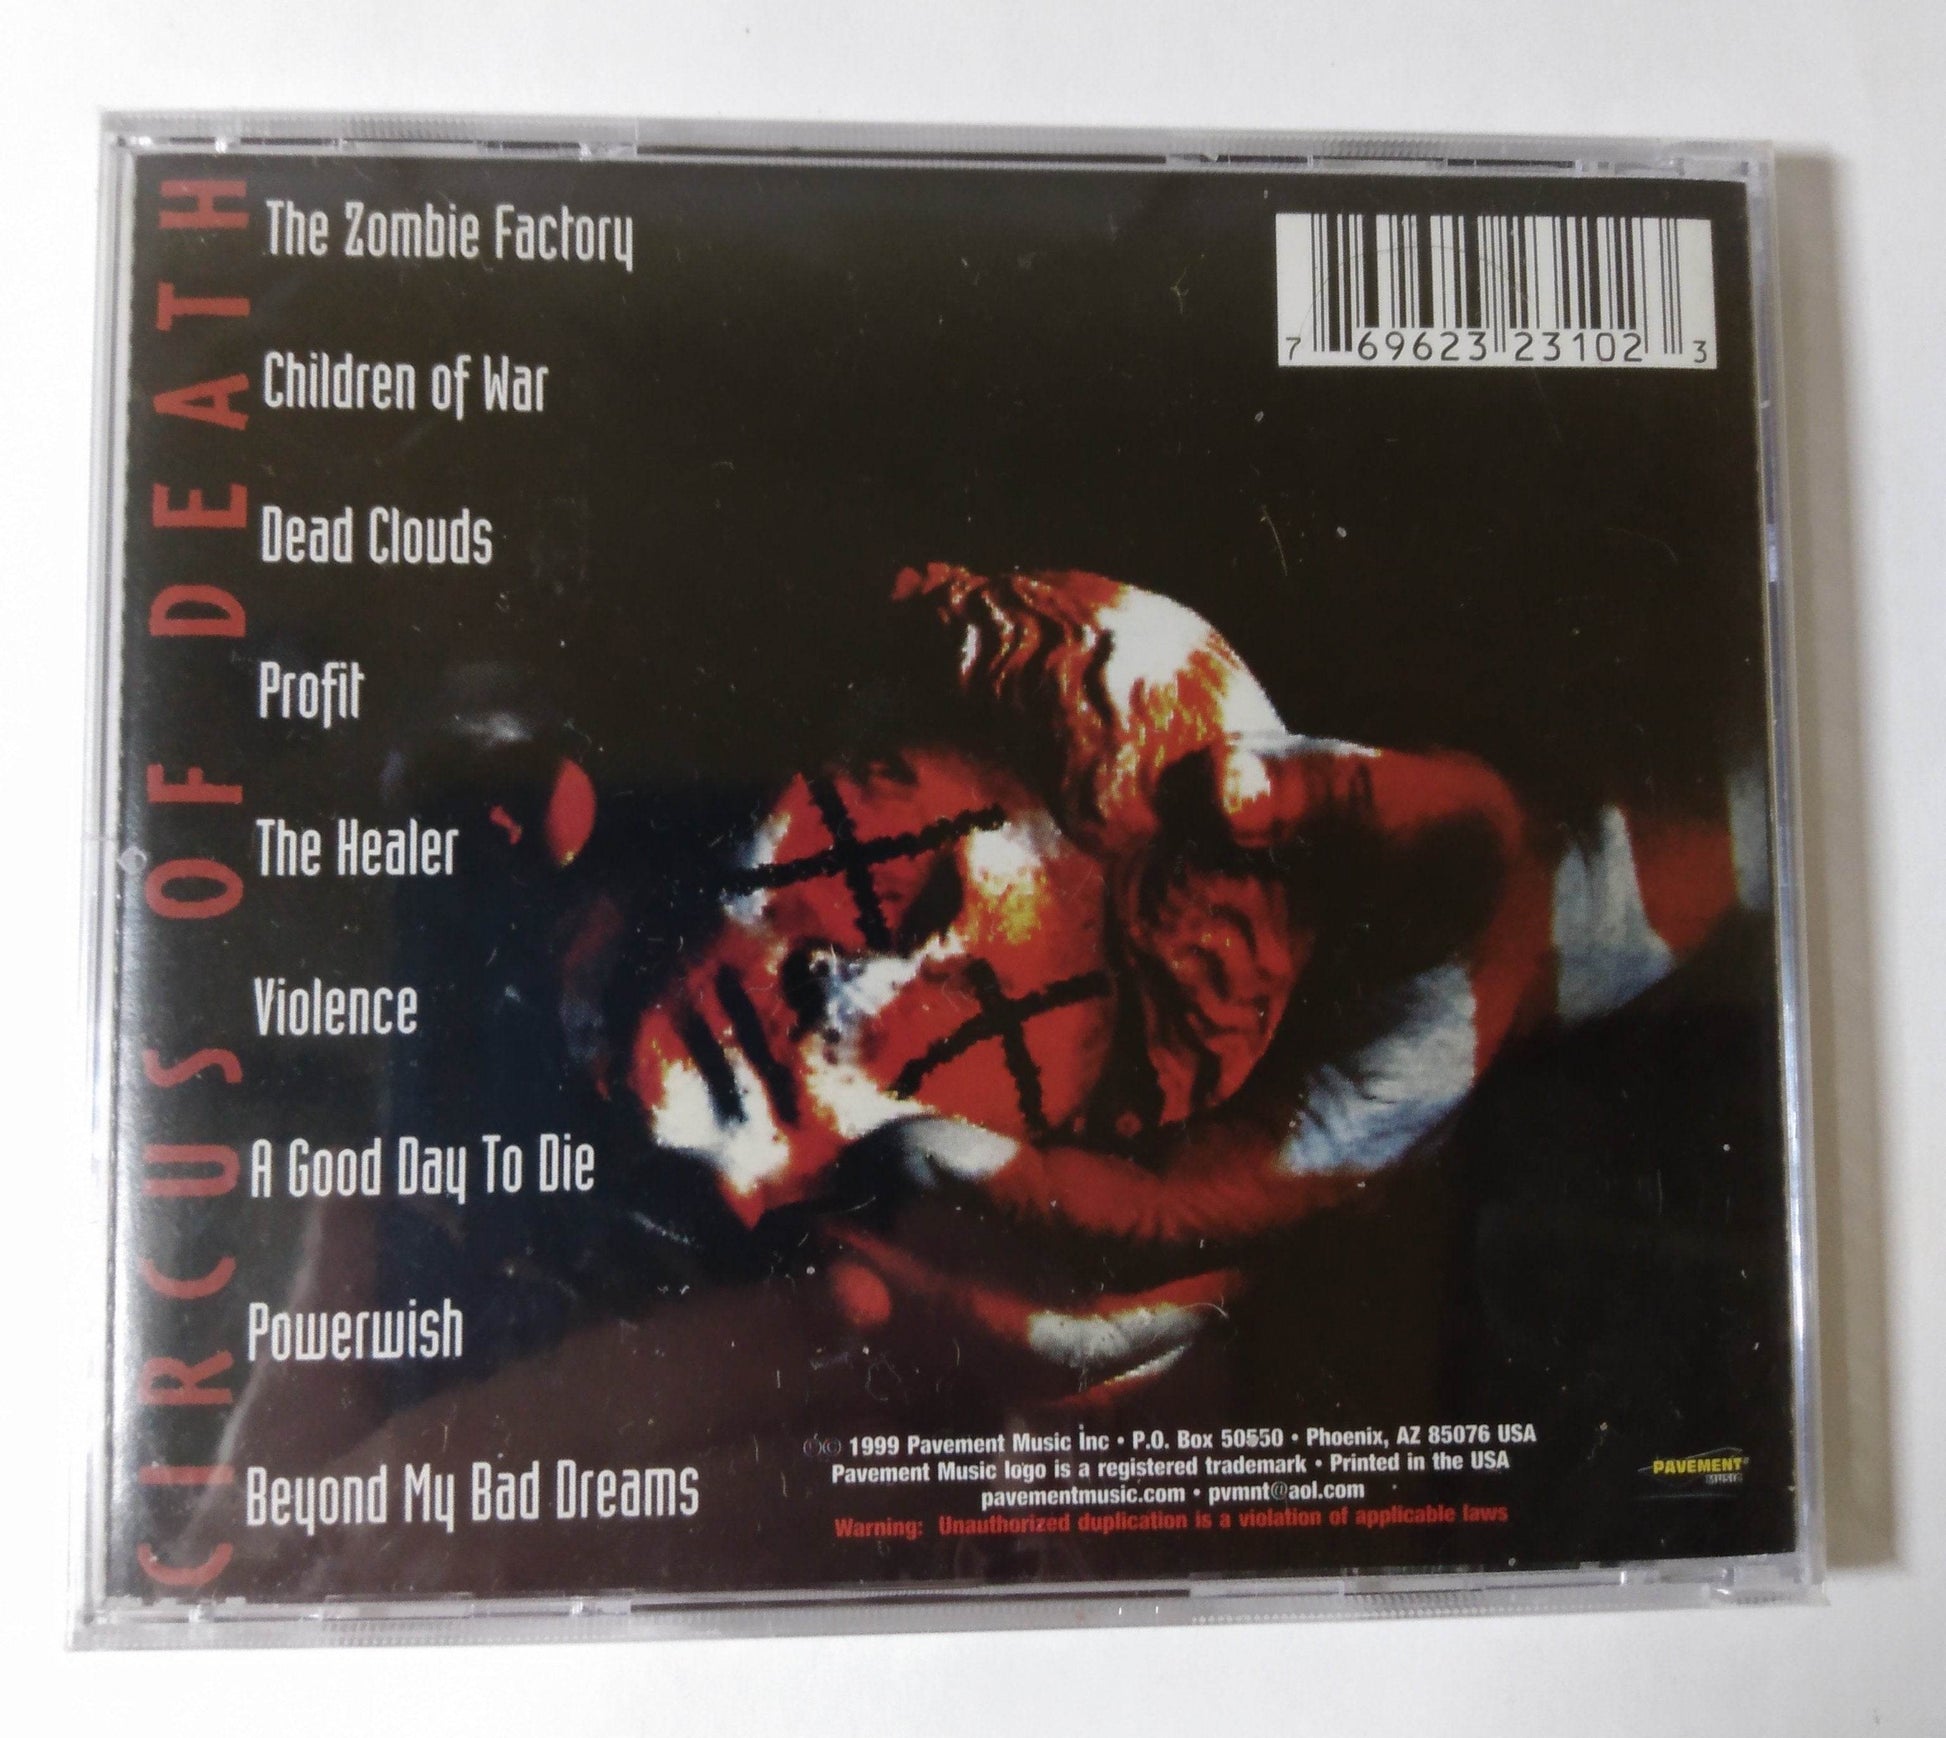 CIRCUS OF DEATH
The Zombie Factory
Children of War
Dead Clouds
Profit
The Healer
Violence
A Good Day To Die
Powerwish
Beyond My Bad Dreams
7 69623 23102 3
℗© 1999 Pavement Music Inc • P.O. Box 50550 • Phoenix, AZ 85076 USA
Pavement Music logo is a registered trademark • Printed in the USA
pavementmusic.com • pvmnt@aol.com
Warning: Unauthorized duplication is a violation of applicable laws
PAVEMENT
MUSIC